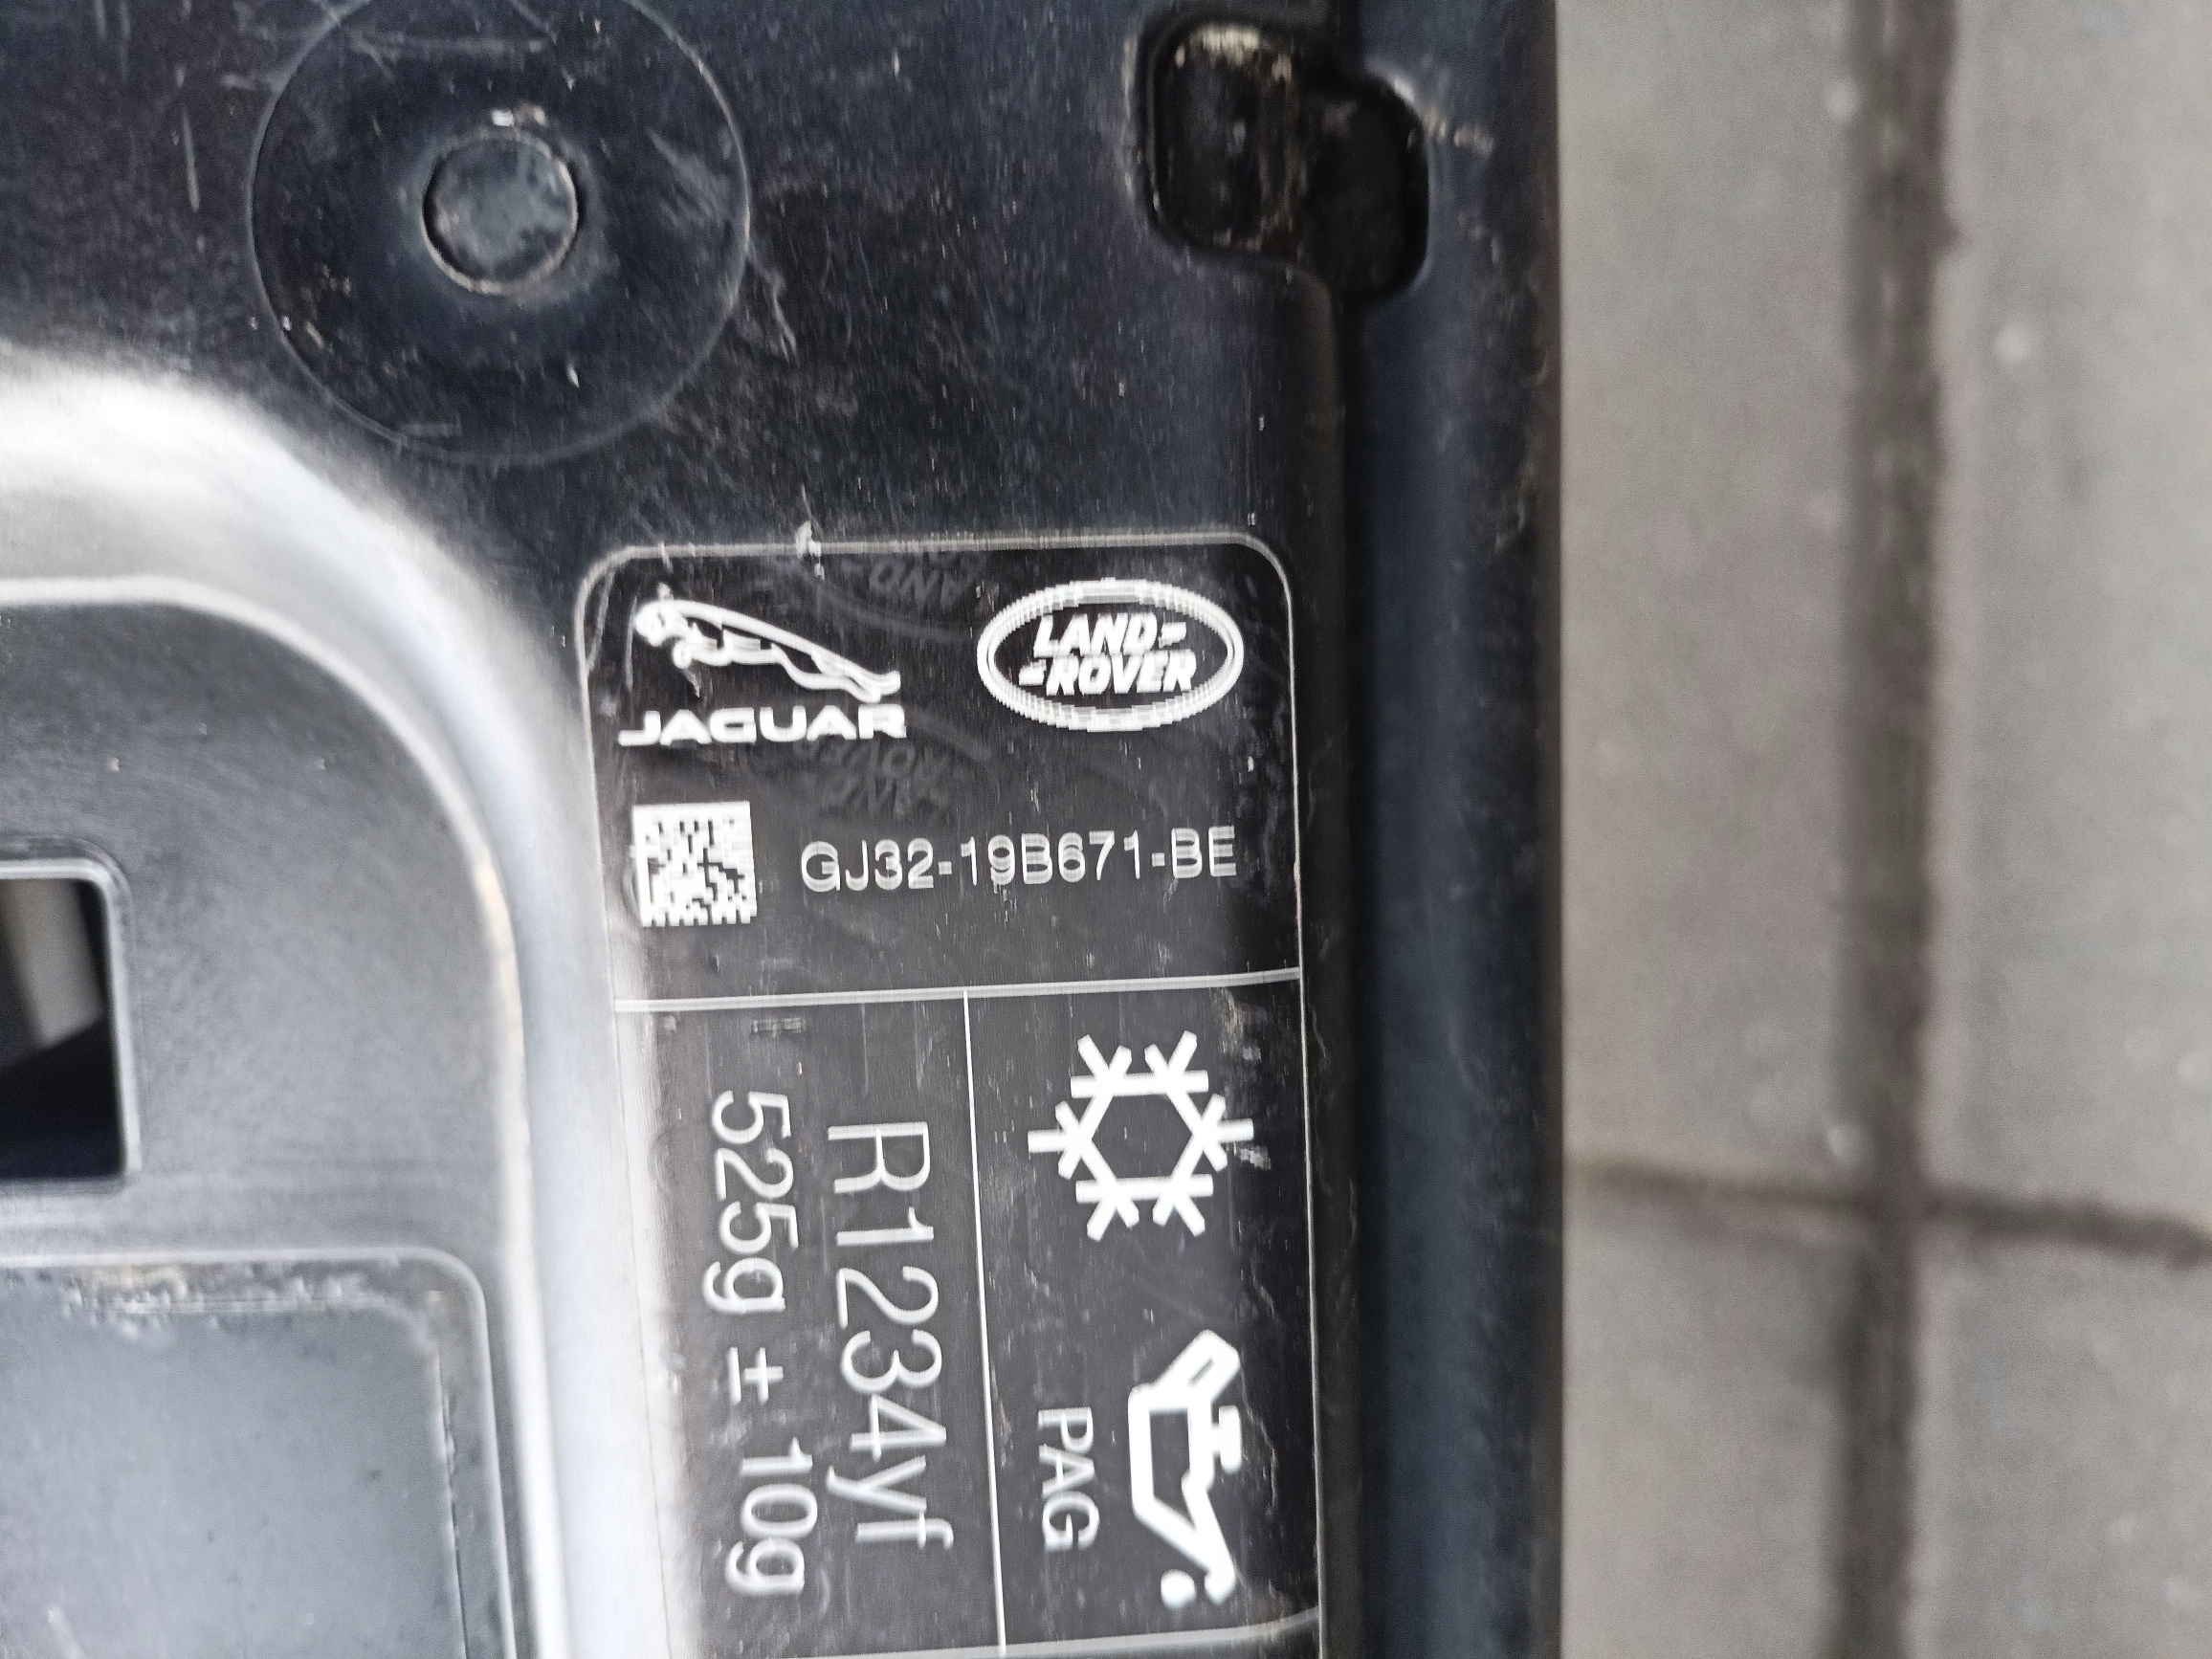 JAGUAR
LAND-
-ROVER
GJ32-19B671-BE
R1234yf
525g ± 10g
PAG